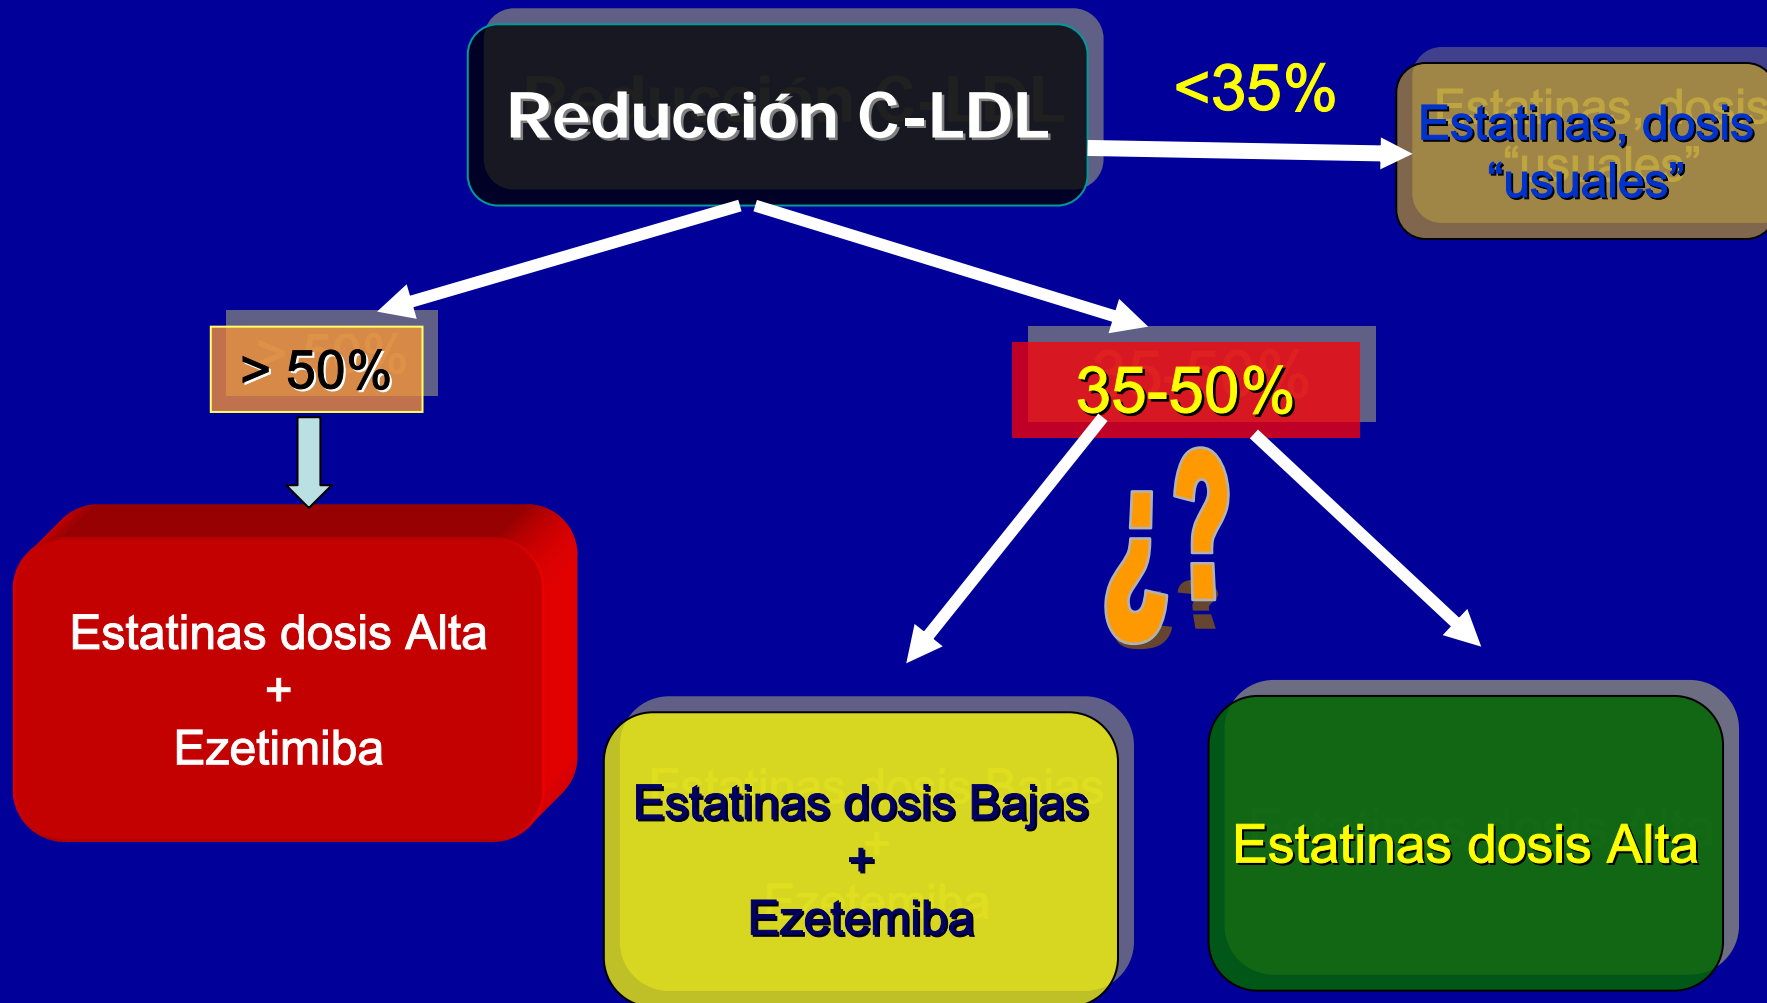 Reducción C-LDL
<35%
Estatinas, dosis
“usuales”
> 50%
35-50%
¿?
Estatinas dosis Alta
+
Ezetimiba
Estatinas dosis Bajas
+
Ezetemiba
Estatinas dosis Alta